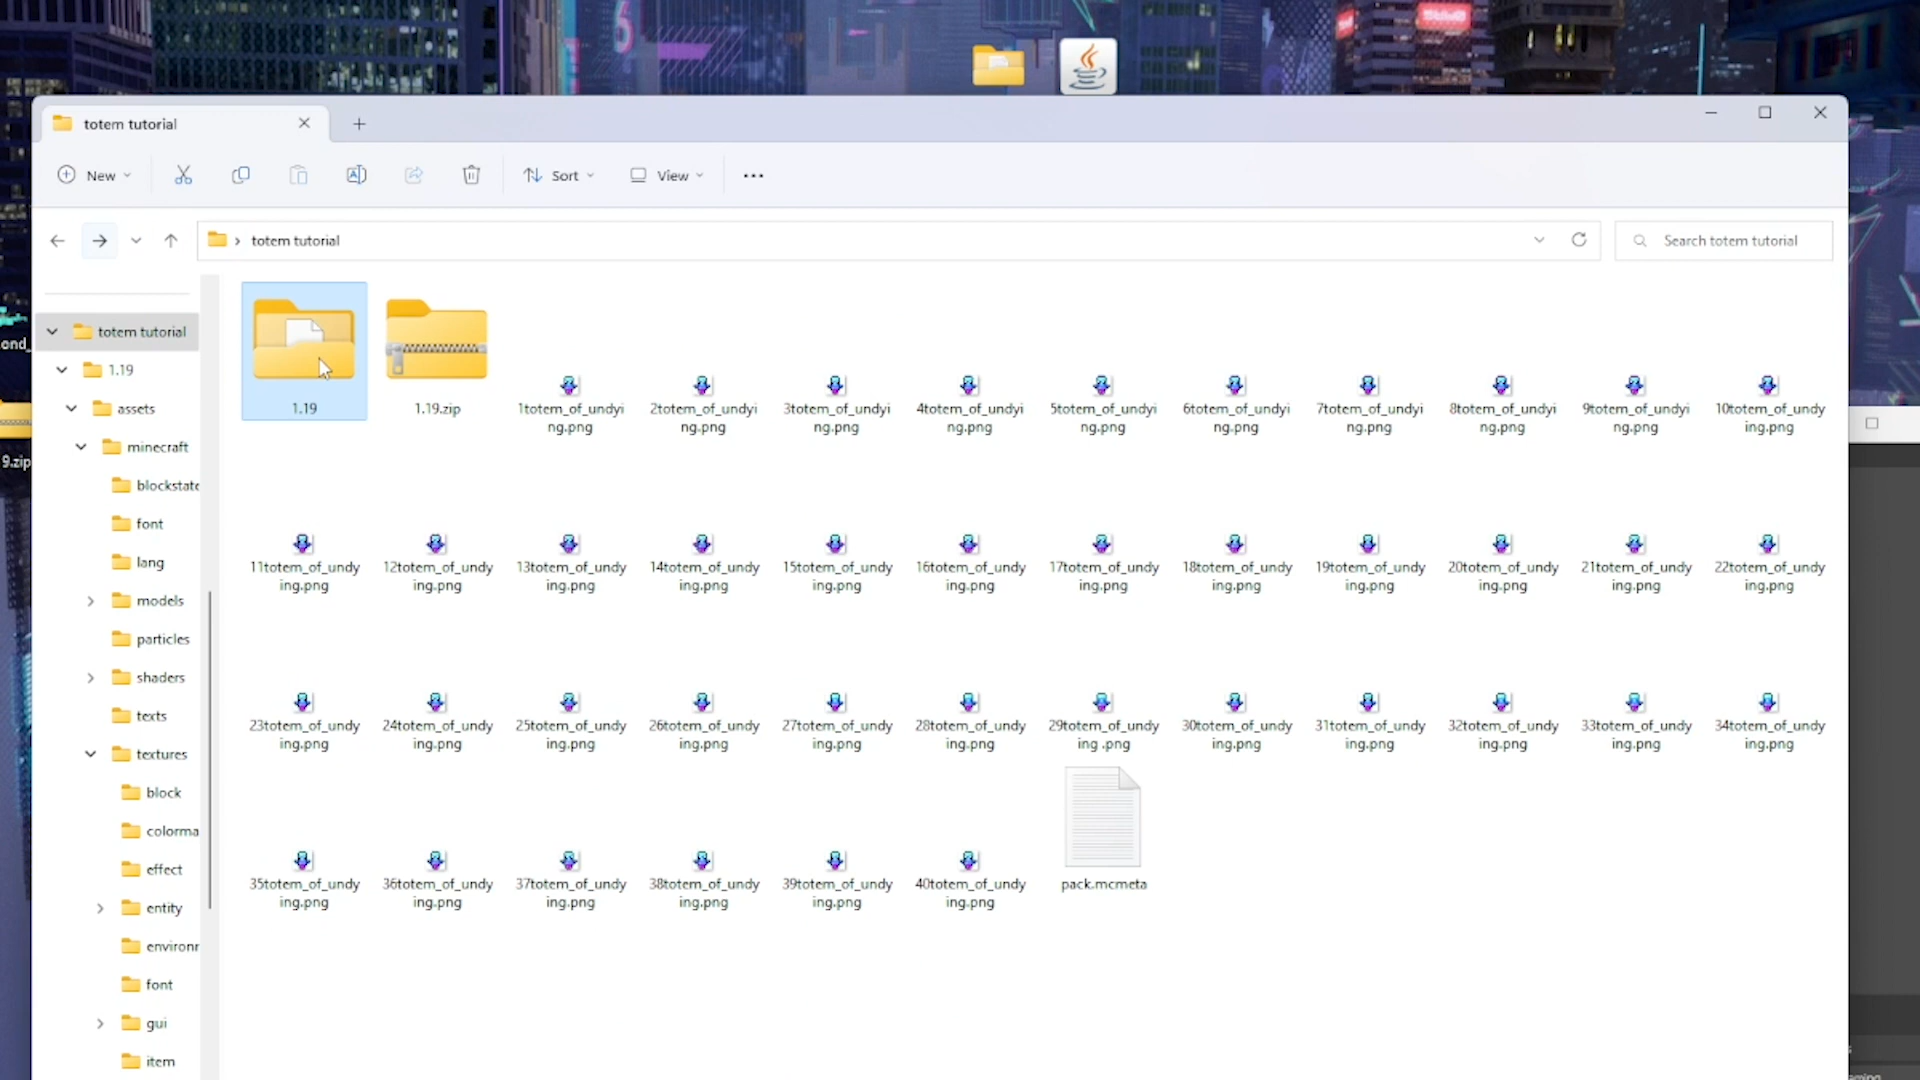 totem tutorial
New
Sort
View
totem tutorial
Search totem tutorial
totem tutorial
1.19
assets
minecraft
blockstate
font
lang
models
particles
shaders
texts
textures
block
colorma
effect
entity
environr
font
gui
item
1.19
1.19.zip
1totem_of_undyi
ng.png
2totem_of_undyi
ng.png
3totem_of_undyi
ng.png
4totem_of_undyi
ng.png
5totem_of_undyi
ng.png
6totem_of_undyi
ng.png
7totem_of_undyi
ng.png
8totem_of_undyi
ng.png
9totem_of_undyi
ng.png
10totem_of_undy
ing.png
11totem_of_undy
ing.png
12totem_of_undy
ing.png
13totem_of_undy
ing.png
14totem_of_undy
ing.png
15totem_of_undy
ing.png
16totem_of_undy
ing.png
17totem_of_undy
ing.png
18totem_of_undy
ing.png
19totem_of_undy
ing.png
20totem_of_undy
ing.png
21totem_of_undy
ing.png
22totem_of_undy
ing.png
23totem_of_undy
ing.png
24totem_of_undy
ing.png
25totem_of_undy
ing.png
26totem_of_undy
ing.png
27totem_of_undy
ing.png
28totem_of_undy
ing.png
29totem_of_undy
ing .png
30totem_of_undy
ing.png
31totem_of_undy
ing.png
32totem_of_undy
ing.png
33totem_of_undy
ing.png
34totem_of_undy
ing.png
35totem_of_undy
ing.png
36totem_of_undy
ing.png
37totem_of_undy
ing.png
38totem_of_undy
ing.png
39totem_of_undy
ing.png
40totem_of_undy
ing.png
pack.mcmeta
ond_
9.zip